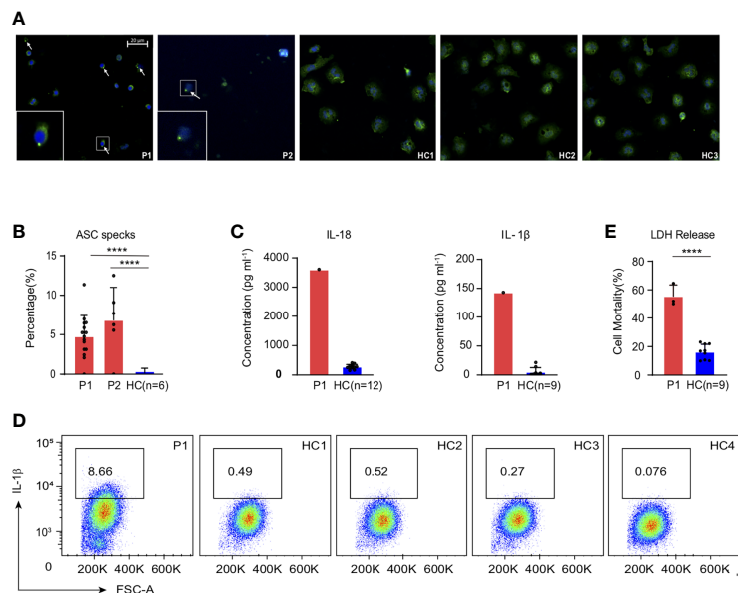 A
20 μm
P1
P2
HC1
HC2
HC3
B
ASC specks
Percentage(%)
15
10
5
0
****
****
P1
P2
HC(n=6)
C
IL-18
Concentration (pg ml⁻¹)
4000
3000
2000
1000
0
P1
HC(n=12)
IL-1β
Concentration (pg ml⁻¹)
200
150
100
50
0
P1
HC(n=9)
E
LDH Release
Cell Mortality(%)
80
60
40
20
0
****
P1
HC(n=9)
D
IL-1β
10⁵
10⁴
10³
0
P1
8.66
HC1
0.49
HC2
0.52
HC3
0.27
HC4
0.076
200K 400K 600K
200K 400K 600K
200K 400K 600K
200K 400K 600K
200K 400K 600K
FSC-A